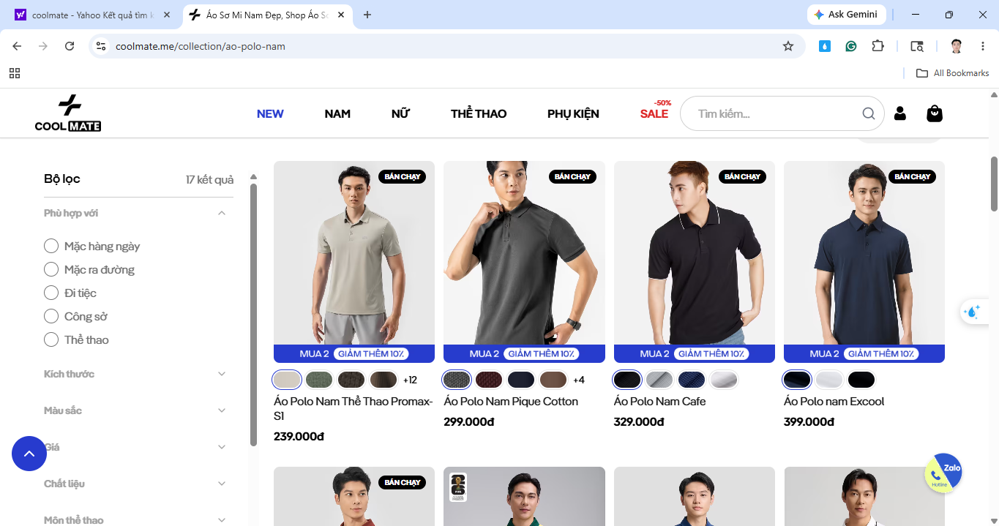 coolmate - Yahoo Kết quả tìm k
Áo Sơ Mi Nam Đẹp, Shop Áo Sơ
Ask Gemini
coolmate.me/collection/ao-polo-nam
All Bookmarks
COOLMATE
NEW
NAM
NỮ
THỂ THAO
PHỤ KIỆN
-50%
SALE
Tìm kiếm...
Bộ lọc
17 kết quả
Phù hợp với
Mặc hàng ngày
Mặc ra đường
Đi tiệc
Công sở
Thể thao
Kích thước
Màu sắc
Giá
Chất liệu
Môn thể thao
BÁN CHẠY
MUA 2 GIẢM THÊM 10%
+12
Áo Polo Nam Thể Thao Promax-
S1
239.000đ
BÁN CHẠY
MUA 2 GIẢM THÊM 10%
+4
Áo Polo Nam Pique Cotton
299.000đ
BÁN CHẠY
MUA 2 GIẢM THÊM 10%
Áo Polo Nam Cafe
329.000đ
BÁN CHẠY
MUA 2 GIẢM THÊM 10%
Áo Polo nam Excool
399.000đ
BÁN CHẠY
Zalo
Hotline